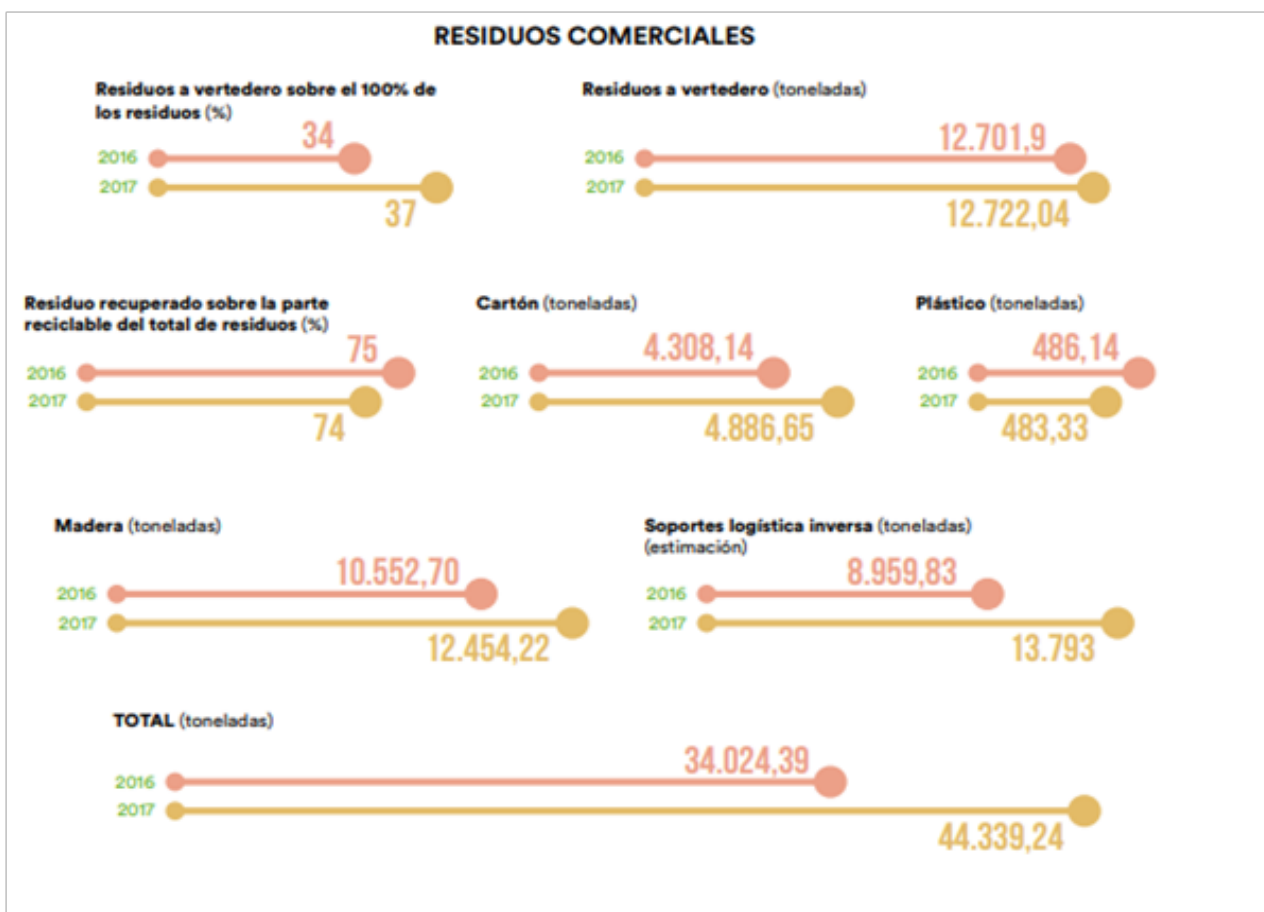 RESIDUOS COMERCIALES
Residuos a vertedero sobre el 100% de
los residuos (%)
34
2016
2017
37
Residuos a vertedero (toneladas)
12.701,9
2016
2017
12.722,04
Residuo recuperado sobre la parte
reciclable del total de residuos (%)
75
2016
2017
74
Cartón (toneladas)
4.308,14
2016
2017
4.886,65
Plástico (toneladas)
486,14
2016
2017
483,33
Madera (toneladas)
10.552,70
2016
2017
12.454,22
Soportes logística inversa (toneladas)
(estimación)
8.959,83
2016
2017
13.793
TOTAL (toneladas)
34.024,39
2016
2017
44.339,24